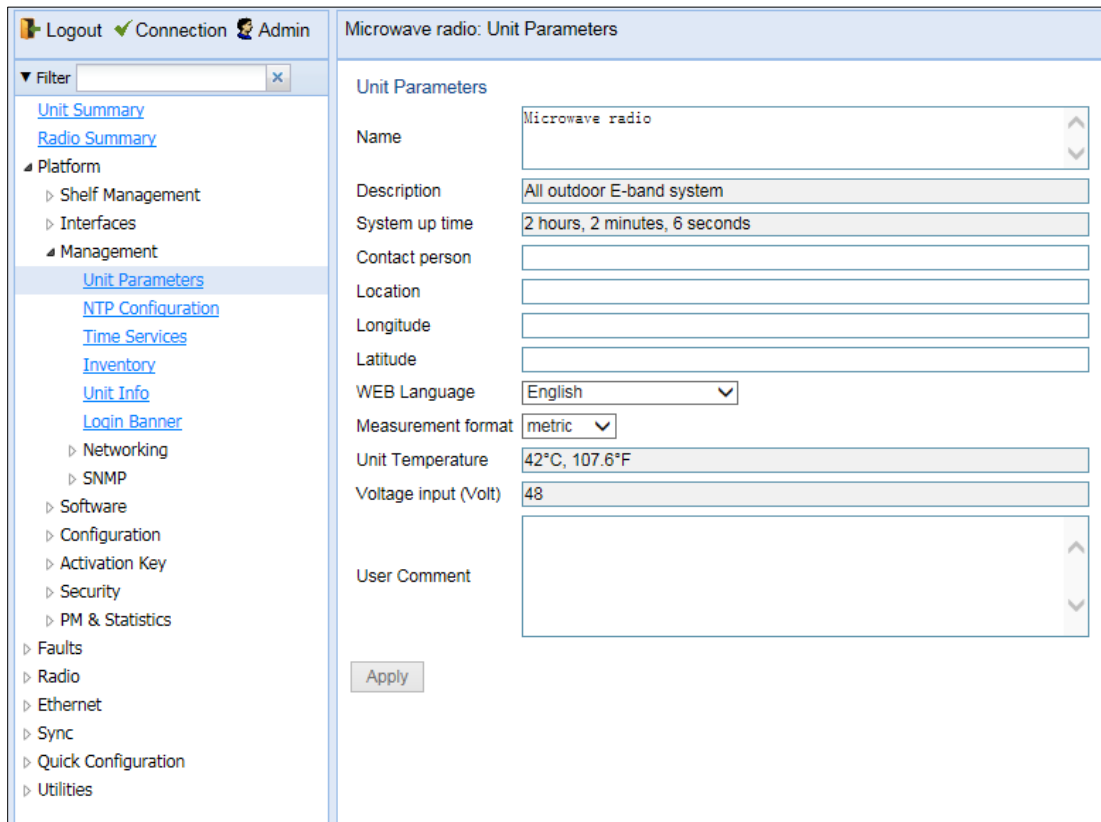 Logout Connection Admin
Microwave radio: Unit Parameters
Filter
Unit Summary
Radio Summary
Platform
Shelf Management
Interfaces
Management
Unit Parameters
NTP Configuration
Time Services
Inventory
Unit Info
Login Banner
Networking
SNMP
Software
Configuration
Activation Key
Security
PM & Statistics
Faults
Radio
Ethernet
Sync
Quick Configuration
Utilities
Unit Parameters
Name Microwave radio
Description All outdoor E-band system
System up time 2 hours, 2 minutes, 6 seconds
Contact person
Location
Longitude
Latitude
WEB Language English
Measurement format metric
Unit Temperature 42°C, 107.6°F
Voltage input (Volt) 48
User Comment
Apply